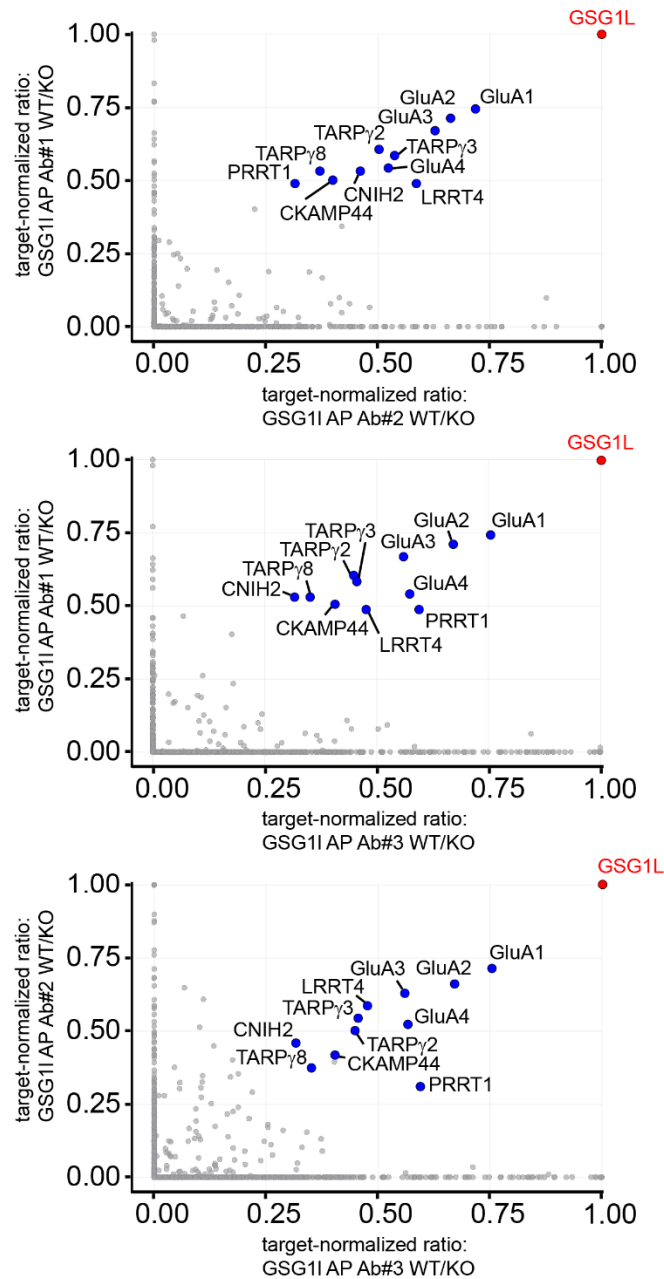 GSG1L
1.00
0.75
0.50
0.25
0.00
target-normalized ratio:
GSG1l AP Ab#1 WT/KO
GluA2
GluA1
GluA3
TARPγ2
TARPγ3
TARPγ8
GluA4
PRRT1
CNIH2
LRRT4
CKAMP44
0.00 0.25 0.50 0.75 1.00
target-normalized ratio:
GSG1l AP Ab#2 WT/KO
GSG1L
1.00
0.75
0.50
0.25
0.00
target-normalized ratio:
GSG1l AP Ab#1 WT/KO
TARPγ3
GluA2
GluA1
TARPγ2
GluA3
TARPγ8
CNIH2
GluA4
CKAMP44
PRRT1
LRRT4
0.00 0.25 0.50 0.75 1.00
target-normalized ratio:
GSG1l AP Ab#3 WT/KO
GSG1L
1.00
0.75
0.50
0.25
0.00
target-normalized ratio:
GSG1l AP Ab#2 WT/KO
GluA1
GluA3
GluA2
LRRT4
TARPγ3
GluA4
CNIH2
TARPγ2
TARPγ8
CKAMP44
PRRT1
0.00 0.25 0.50 0.75 1.00
target-normalized ratio:
GSG1l AP Ab#3 WT/KO